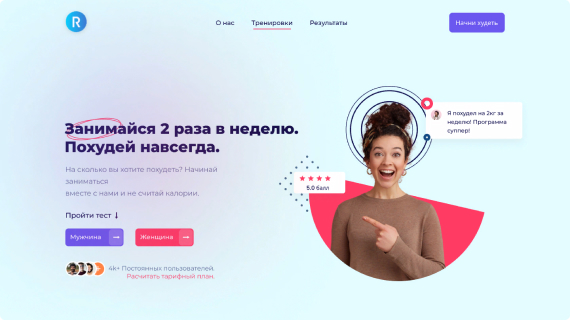 R
О нас
Тренировки
Результаты
Начни худеть
Занимайся 2 раза в неделю.
Похудей навсегда.
На сколько вы хотите похудеть? Начинай
заниматься
вместе с нами и не считай калории.
Пройти тест ↓
Мужчина →
Женщина →
4к+ Постоянных пользователей.
Расчитать тарифный план.
Я похудел на 2кг за
неделю! Программа
суппер!
5.0 балл